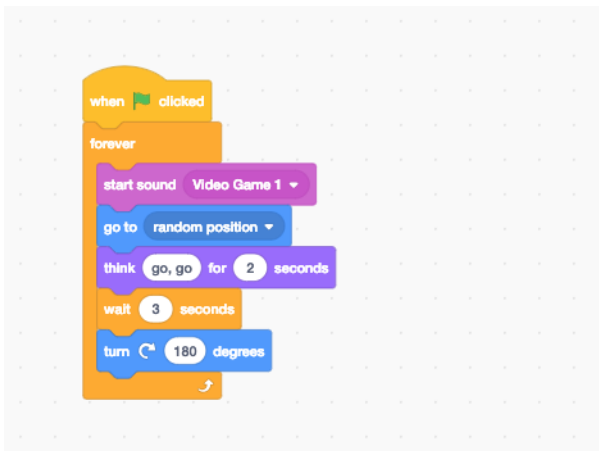 when clicked
forever
start sound Video Game 1
go to random position
think go, go for 2 seconds
wait 3 seconds
turn 180 degrees